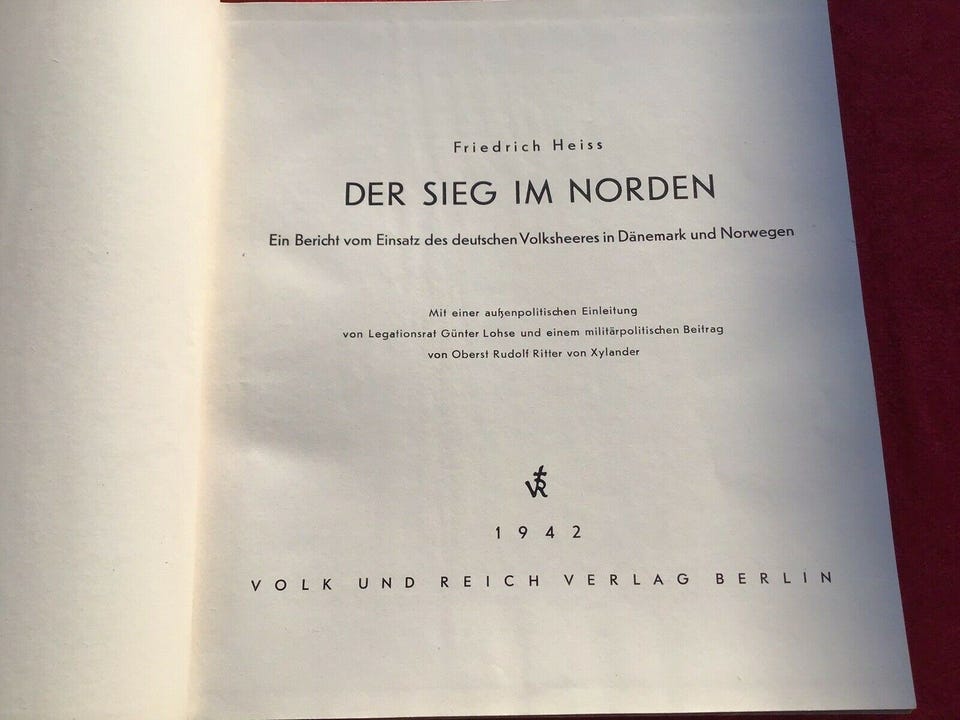 Friedrich Heiss
DER SIEG IM NORDEN
Ein Bericht vom Einsatz des deutschen Volksheeres in Dänemark und Norwegen
Mit einer außenpolitischen Einleitung
von Legationsrat Günter Lohse und einem militärpolitischen Beitrag
von Oberst Rudolf Ritter von Xylander
VR
1942
VOLK UND REICH VERLAG BERLIN